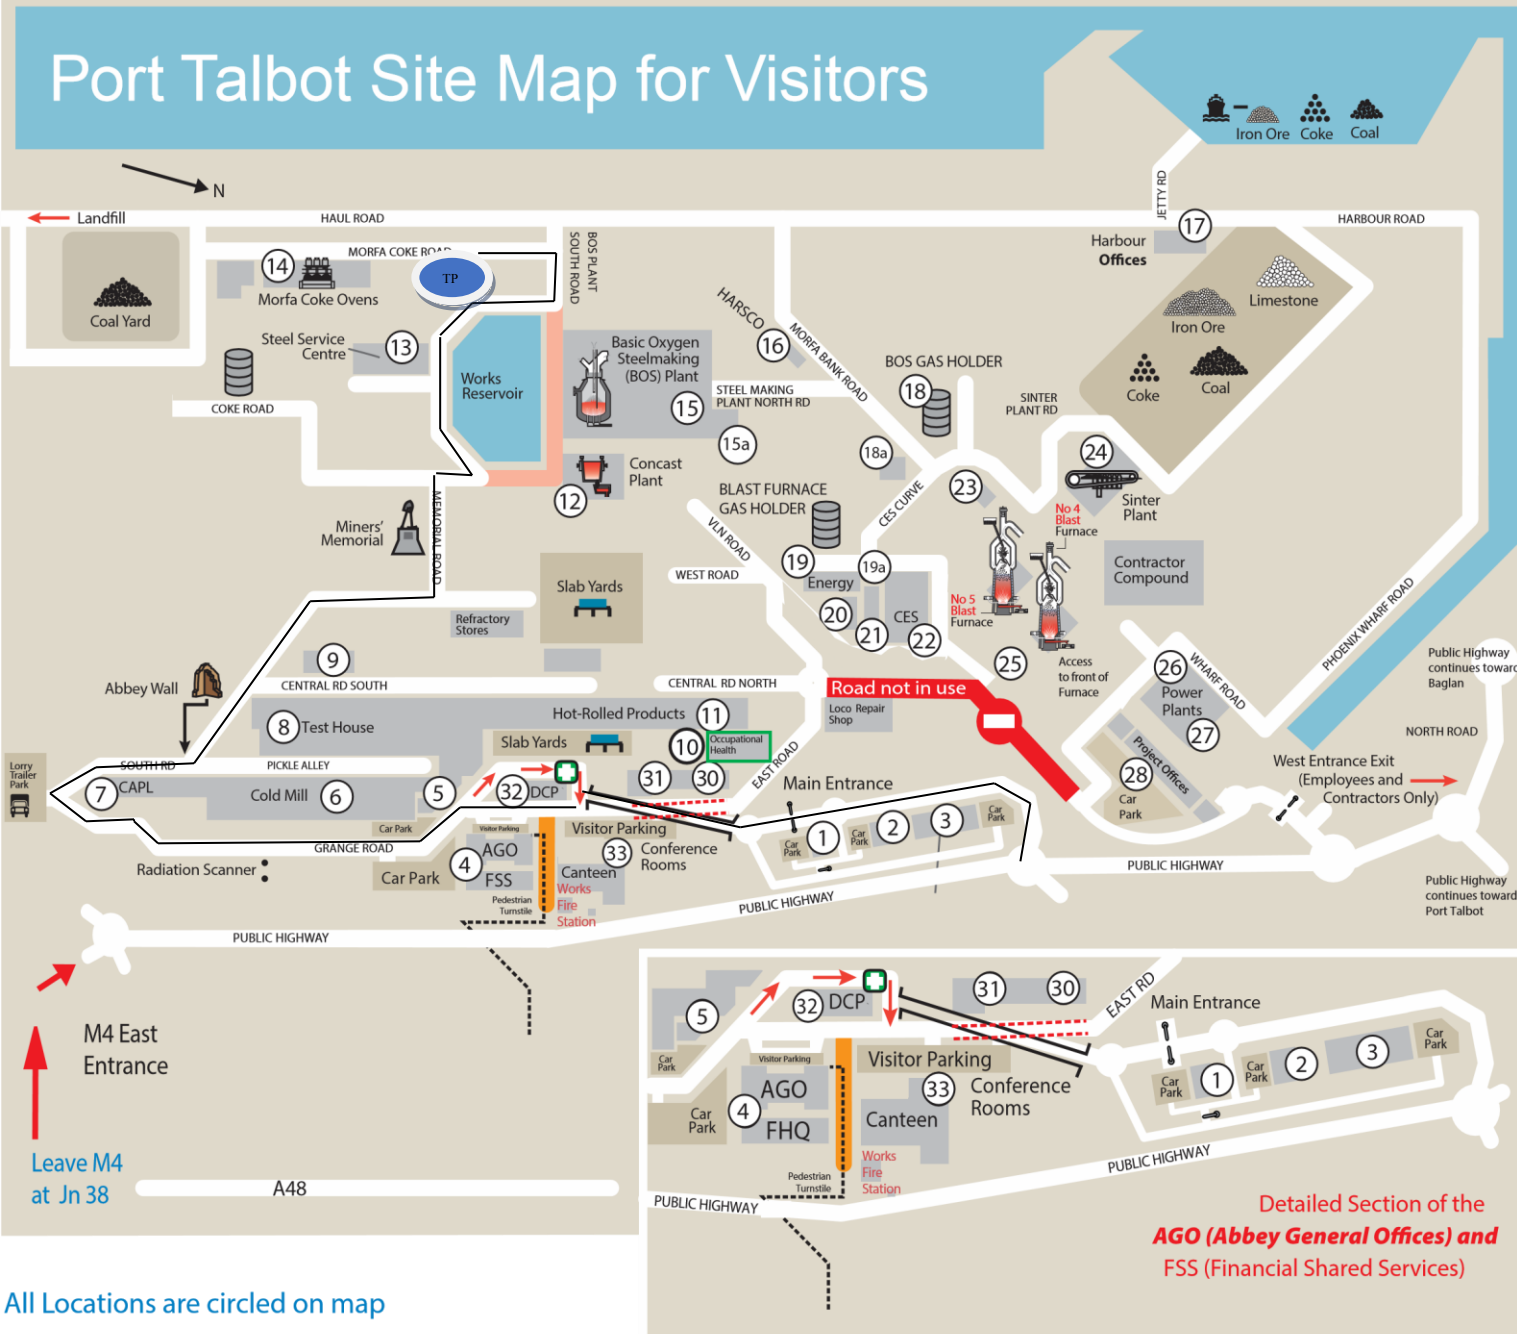 Port Talbot Site Map for Visitors
Iron Ore
Coke
Coal
N
JETTY RD
Landfill
HAUL ROAD
HARBOUR ROAD
17
Harbour
Offices
MORFA COKE ROAD
BOS PLANT
SOUTH ROAD
14
Morfa Coke Ovens
TP
Coal Yard
Limestone
Iron Ore
Coke
Coal
HARSCO
16
MORFA BANK ROAD
Steel Service
Centre
13
Works
Reservoir
Basic Oxygen
Steelmaking
(BOS) Plant
15
15a
STEEL MAKING
PLANT NORTH RD
BOS GAS HOLDER
18
SINTER
PLANT RD
COKE ROAD
18a
24
Sinter
Plant
Concast
Plant
12
BLAST FURNACE
GAS HOLDER
CES CURVE
23
No 4
Blast
Furnace
Miners'
Memorial
MEMORIAL ROAD
VLN ROAD
WEST ROAD
19
19a
Energy
20
21
CES
22
No 5
Blast
Furnace
Contractor
Compound
Slab Yards
Refractory
Stores
25
Access
to front of
Furnace
26
WHARF ROAD
PHOENIX WHARF ROAD
Public Highway
continues toward
Baglan
Power
Plants
27
9
Abbey Wall
CENTRAL RD SOUTH
CENTRAL RD NORTH
Road not in use
Loco Repair
Shop
8
Test House
Hot-Rolled Products
11
Slab Yards
10
Occupational
Health
EAST ROAD
Project Offices
28
Car
Park
NORTH ROAD
West Entrance Exit
(Employees and
Contractors Only)
Lorry
Trailer
Park
SOUTH RD
PICKLE ALLEY
7
CAPL
Cold Mill
6
5
32
DCP
31
30
Main Entrance
Car
Park
1
Car
Park
2
3
Car
Park
Car Park
Visitor Parking
Visitor Parking
GRANGE ROAD
AGO
4
FSS
33
Conference
Rooms
Canteen
Radiation Scanner
Car Park
Works
Fire
Station
Pedestrian
Turnstile
PUBLIC HIGHWAY
PUBLIC HIGHWAY
PUBLIC HIGHWAY
Public Highway
continues toward
Port Talbot
M4 East
Entrance
Leave M4
at Jn 38
A48
5
32
DCP
31
30
EAST RD
Main Entrance
Car
Park
Visitor Parking
Visitor Parking
Car
Park
1
Car
Park
2
3
Car
Park
AGO
4
FHQ
33
Conference
Rooms
Canteen
Car
Park
Works
Fire
Station
Pedestrian
Turnstile
PUBLIC HIGHWAY
PUBLIC HIGHWAY
Detailed Section of the
AGO (Abbey General Offices) and
FSS (Financial Shared Services)
All Locations are circled on map